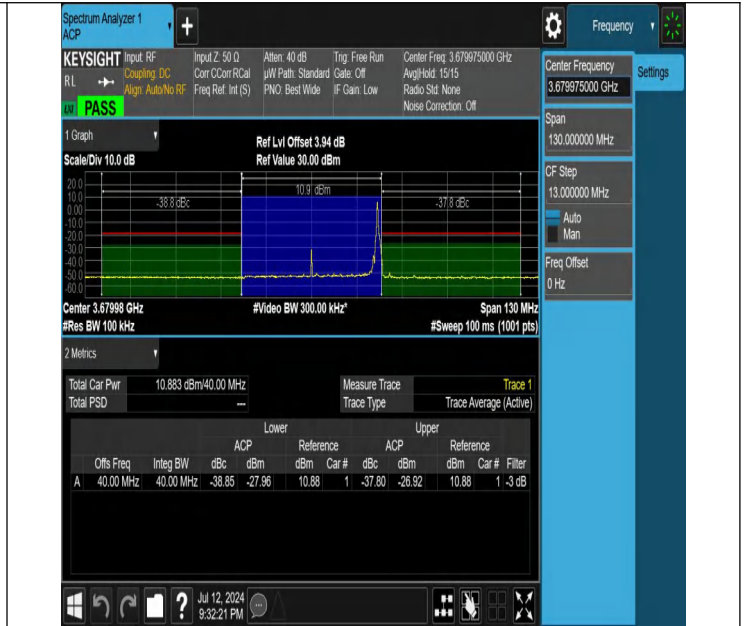 Spectrum Analyzer 1
ACP
+
Frequency
KEYSIGHT
RL
PASS
Input: RF
Coupling: DC
Align: Auto/No RF
Input Z: 50 Ω
Corr CCorr RCal
Freq Ref: Int (S)
Atten: 40 dB
µW Path: Standard
PNO: Best Wide
Trig: Free Run
Gate: Off
IF Gain: Low
Center Freq: 3.679975000 GHz
Avg|Hold: 15/15
Radio Std: None
Noise Correction: Off
Center Frequency
3.679975000 GHz
Settings
Span
130.000000 MHz
CF Step
13.000000 MHz
Auto
Man
Freq Offset
0 Hz
1 Graph
Scale/Div 10.0 dB
Ref Lvl Offset 3.94 dB
Ref Value 30.00 dBm
20.0
10.0
0.00
-10.0
-20.0
-30.0
-40.0
-50.0
-60.0
-38.8 dBc
10.9 dBm
-37.8 dBc
Center 3.67998 GHz
#Video BW 300.00 kHz*
Span 130 MHz
#Res BW 100 kHz
#Sweep 100 ms (1001 pts)
2 Metrics
Total Car Pwr 10.883 dBm/40.00 MHz
Total PSD ---
Measure Trace Trace 1
Trace Type Trace Average (Active)
Lower Upper
ACP Reference ACP Reference
Offs Freq Integ BW dBc dBm dBm Car # dBc dBm dBm Car # Filter
A 40.00 MHz 40.00 MHz -38.85 -27.96 10.88 1 -37.80 -26.92 10.88 1 -3 dB
?
Jul 12, 2024
9:32:21 PM